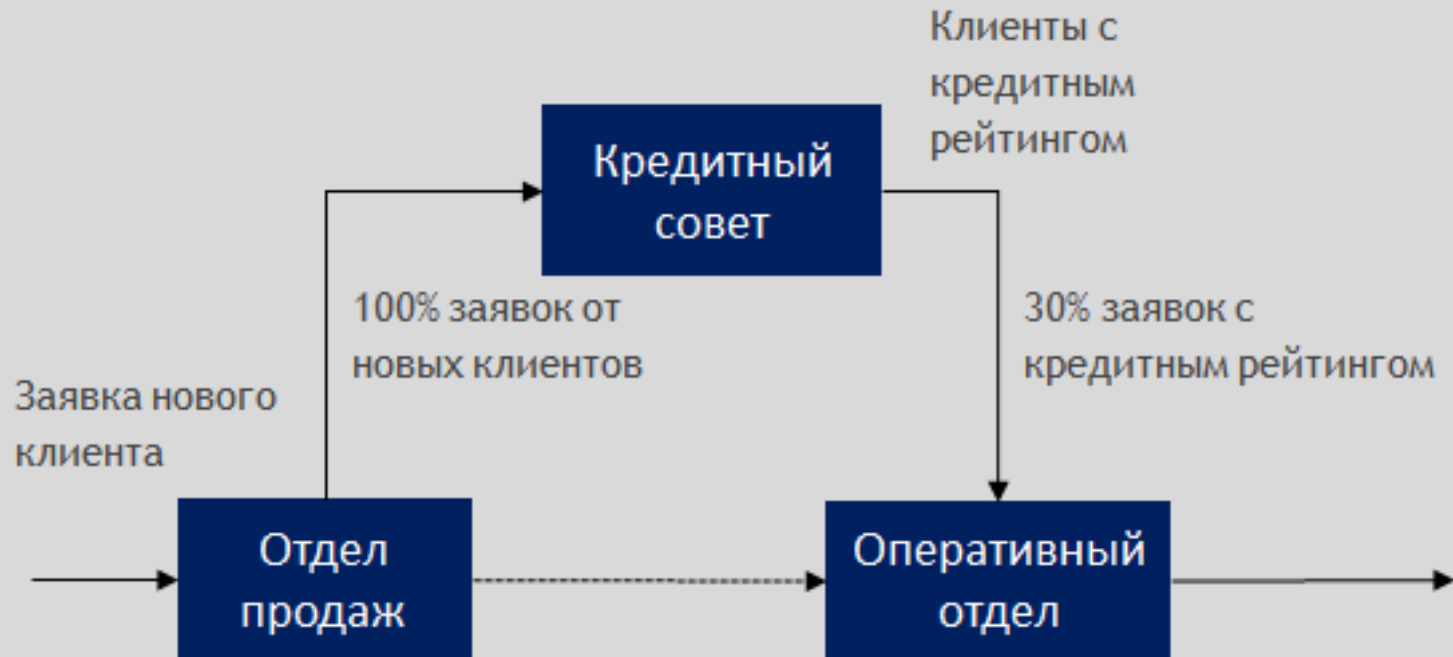 Клиенты с
кредитным
рейтингом
Кредитный
совет
100% заявок от
новых клиентов
30% заявок с
кредитным рейтингом
Заявка нового
клиента
Отдел
продаж
Оперативный
отдел